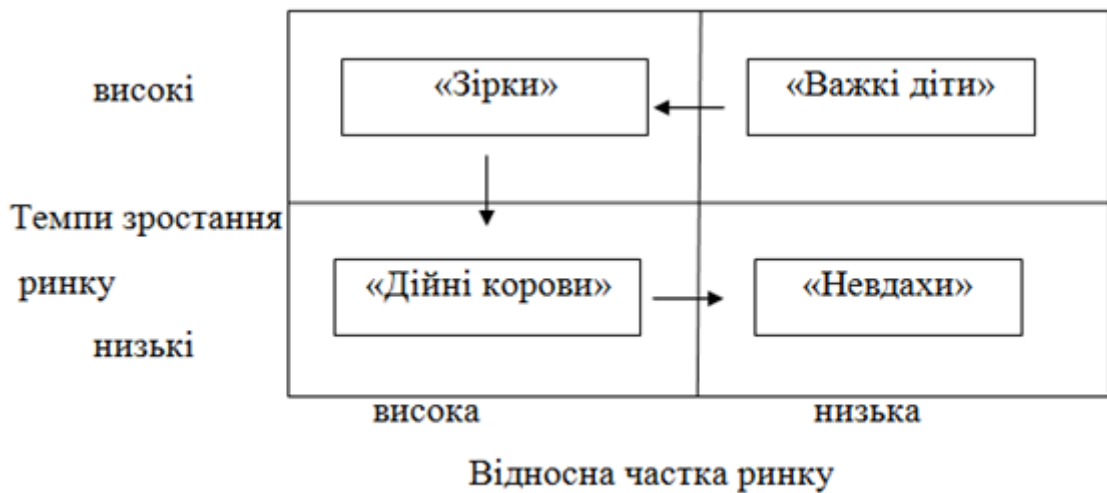 високі
«Зірки»
«Важкі діти»
Темпи зростання
ринку
«Дійні корови»
«Невдахи»
низькі
висока
низька
Відносна частка ринку